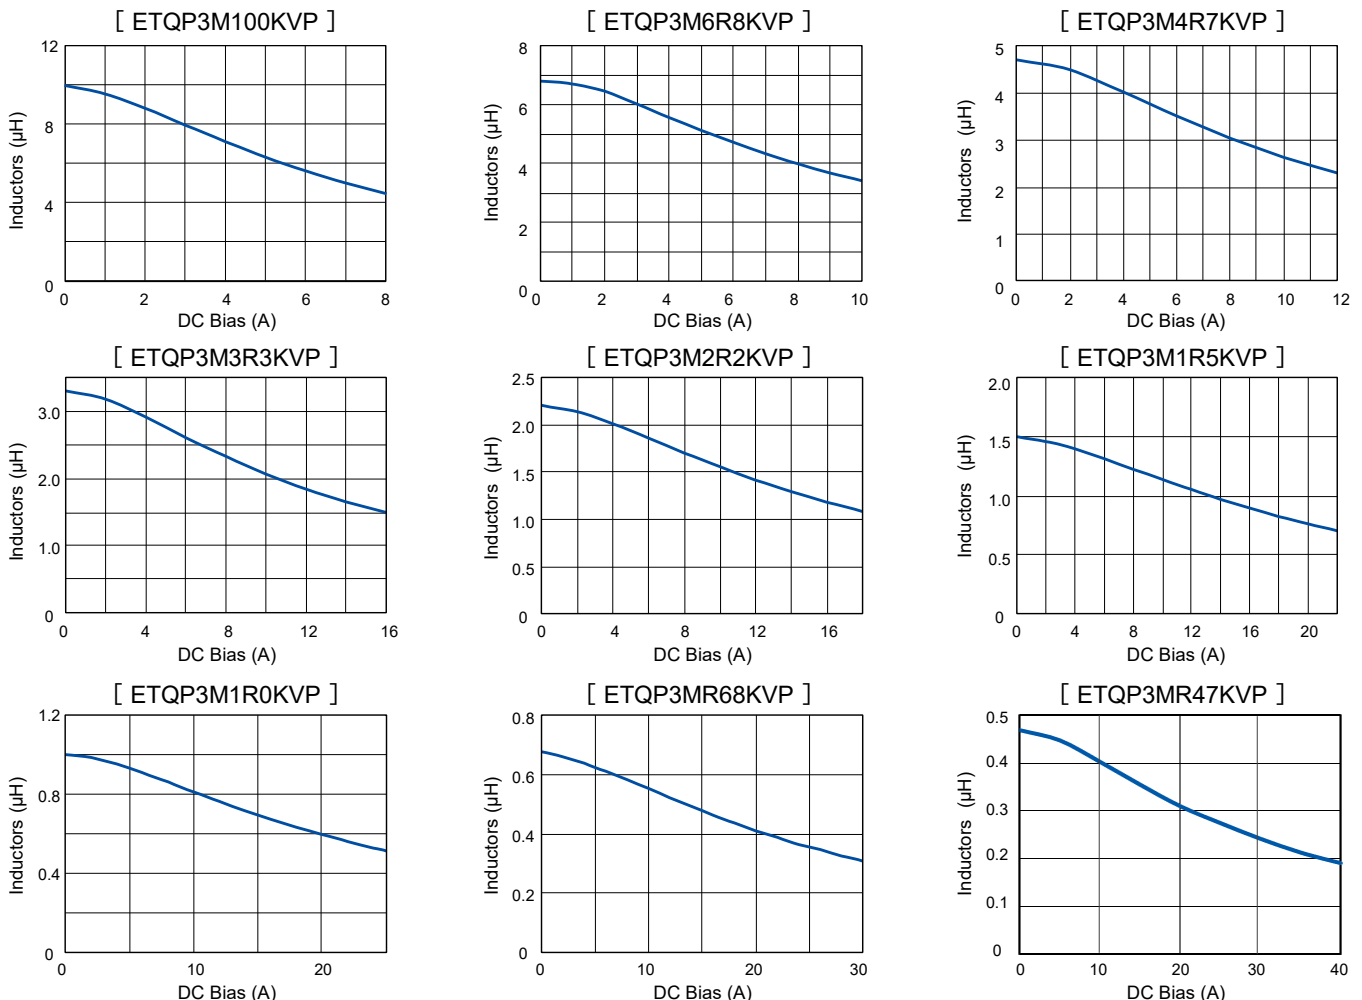 [ ETQP3M100KVP ]
12
8
4
0
Inductors (µH)
0 2 4 6 8
DC Bias (A)
[ ETQP3M6R8KVP ]
8
6
4
2
0
Inductors (µH)
0 2 4 6 8 10
DC Bias (A)
[ ETQP3M4R7KVP ]
5
4
3
2
1
0
Inductors (µH)
0 2 4 6 8 10 12
DC Bias (A)
[ ETQP3M3R3KVP ]
3.0
2.0
1.0
0
Inductors (µH)
0 4 8 12 16
DC Bias (A)
[ ETQP3M2R2KVP ]
2.5
2.0
1.5
1.0
0.5
0
Inductors (µH)
0 4 8 12 16
DC Bias (A)
[ ETQP3M1R5KVP ]
2.0
1.5
1.0
0.5
0
Inductors (µH)
0 4 8 12 16 20
DC Bias (A)
[ ETQP3M1R0KVP ]
1.2
0.8
0.4
0
Inductors (µH)
0 10 20
DC Bias (A)
[ ETQP3MR68KVP ]
0.8
0.6
0.4
0.2
0
Inductors (µH)
0 10 20 30
DC Bias (A)
[ ETQP3MR47KVP ]
0.5
0.4
0.3
0.2
0.1
0
Inductors (µH)
0 10 20 30 40
DC Bias (A)